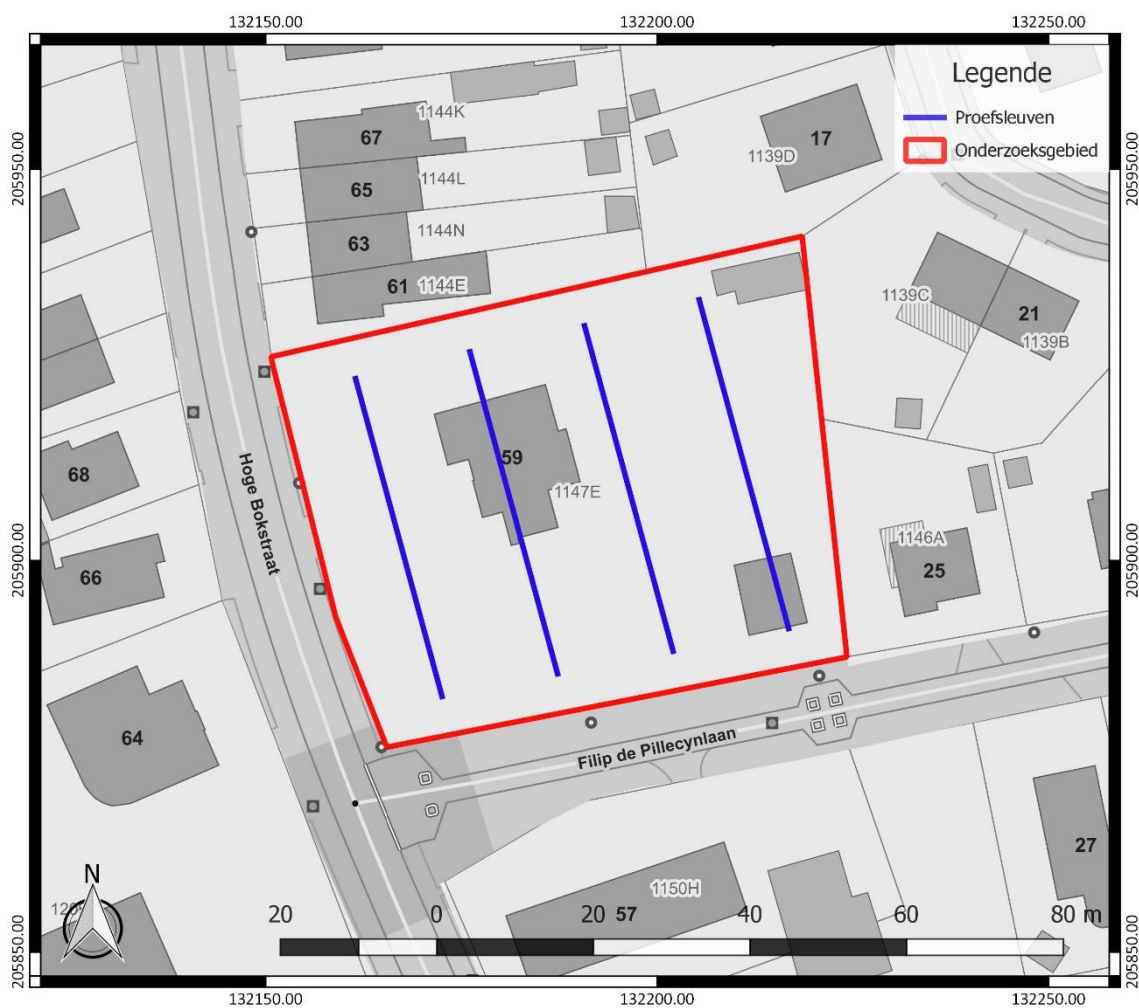 132150.00
132200.00
132250.00
Legende
Proefsleuven
Onderzoeksgebied
205950.00
205950.00
1144K
67
17
1139D
1144L
65
1144N
63
61
1144E
1139C
21
1139B
68
59
1147E
Hoge Bokstraat
1146A
25
66
205900.00
205900.00
64
Filip de Pillecynlaan
27
1150H
57
N
20
0
20
40
60
80 m
205850.00
205850.00
132150.00
132200.00
132250.00